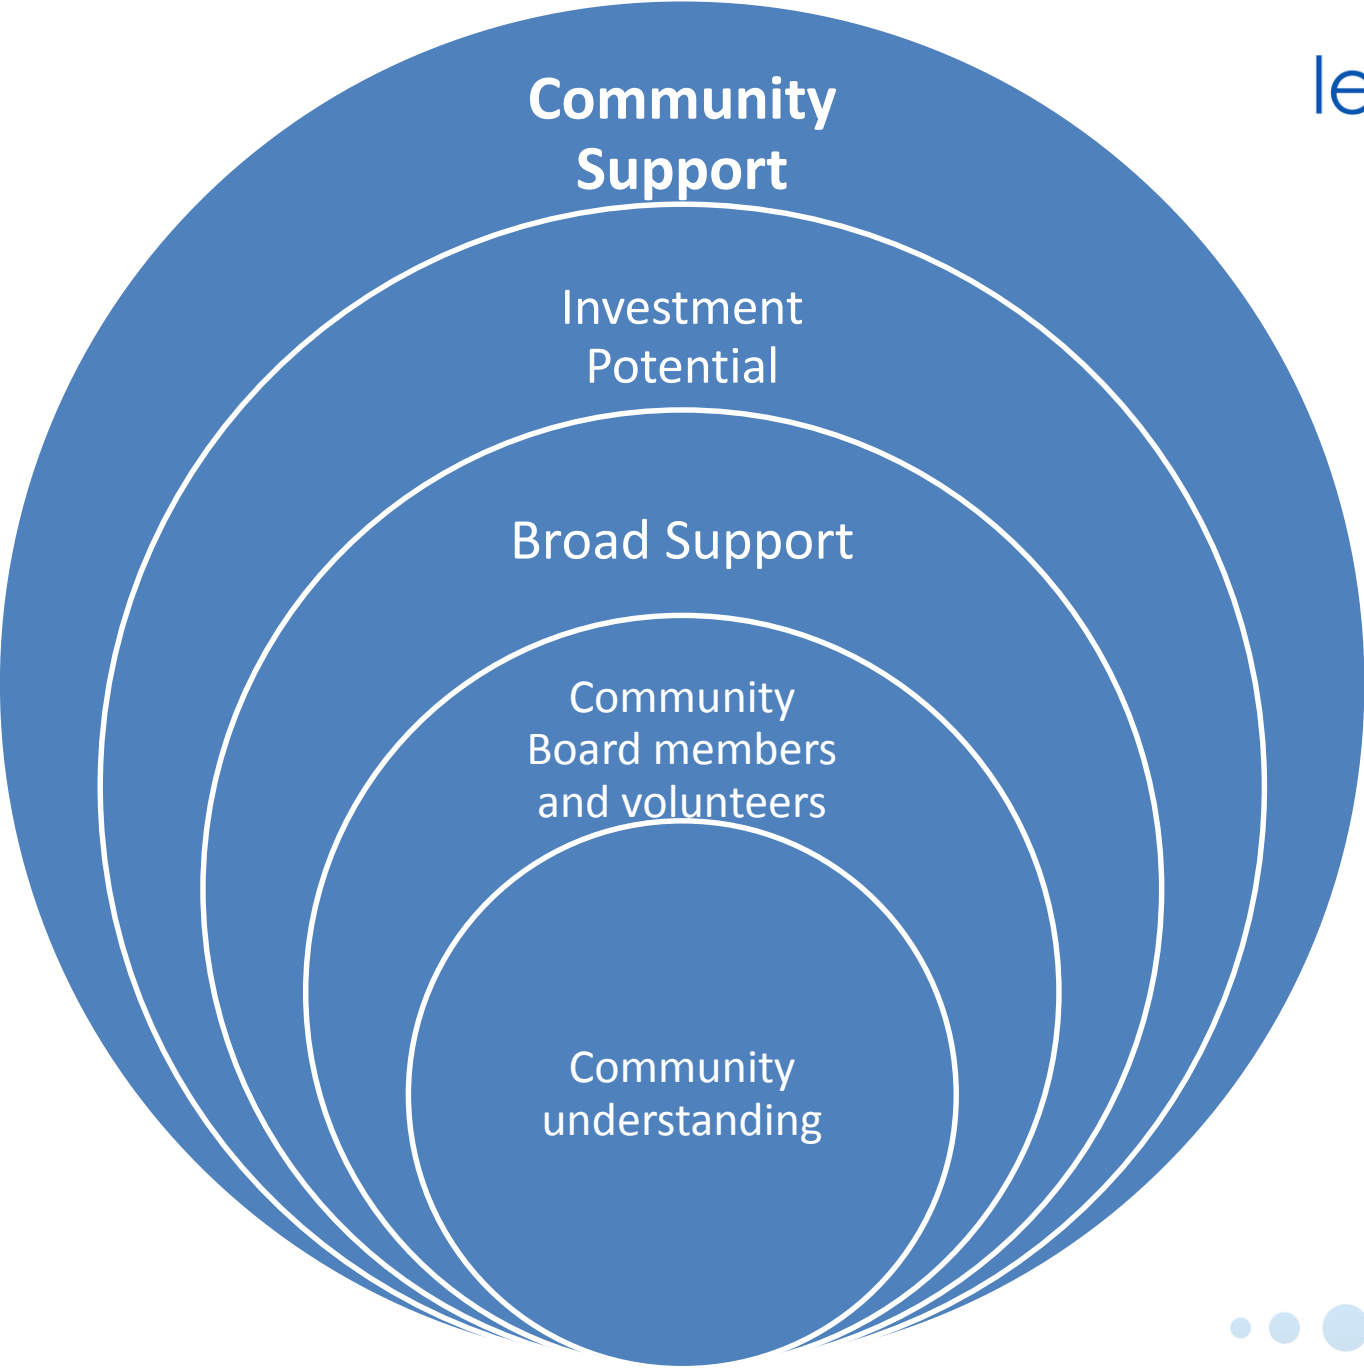 Community
Support
Investment
Potential
Broad Support
Community
Board members
and volunteers
Community
understanding